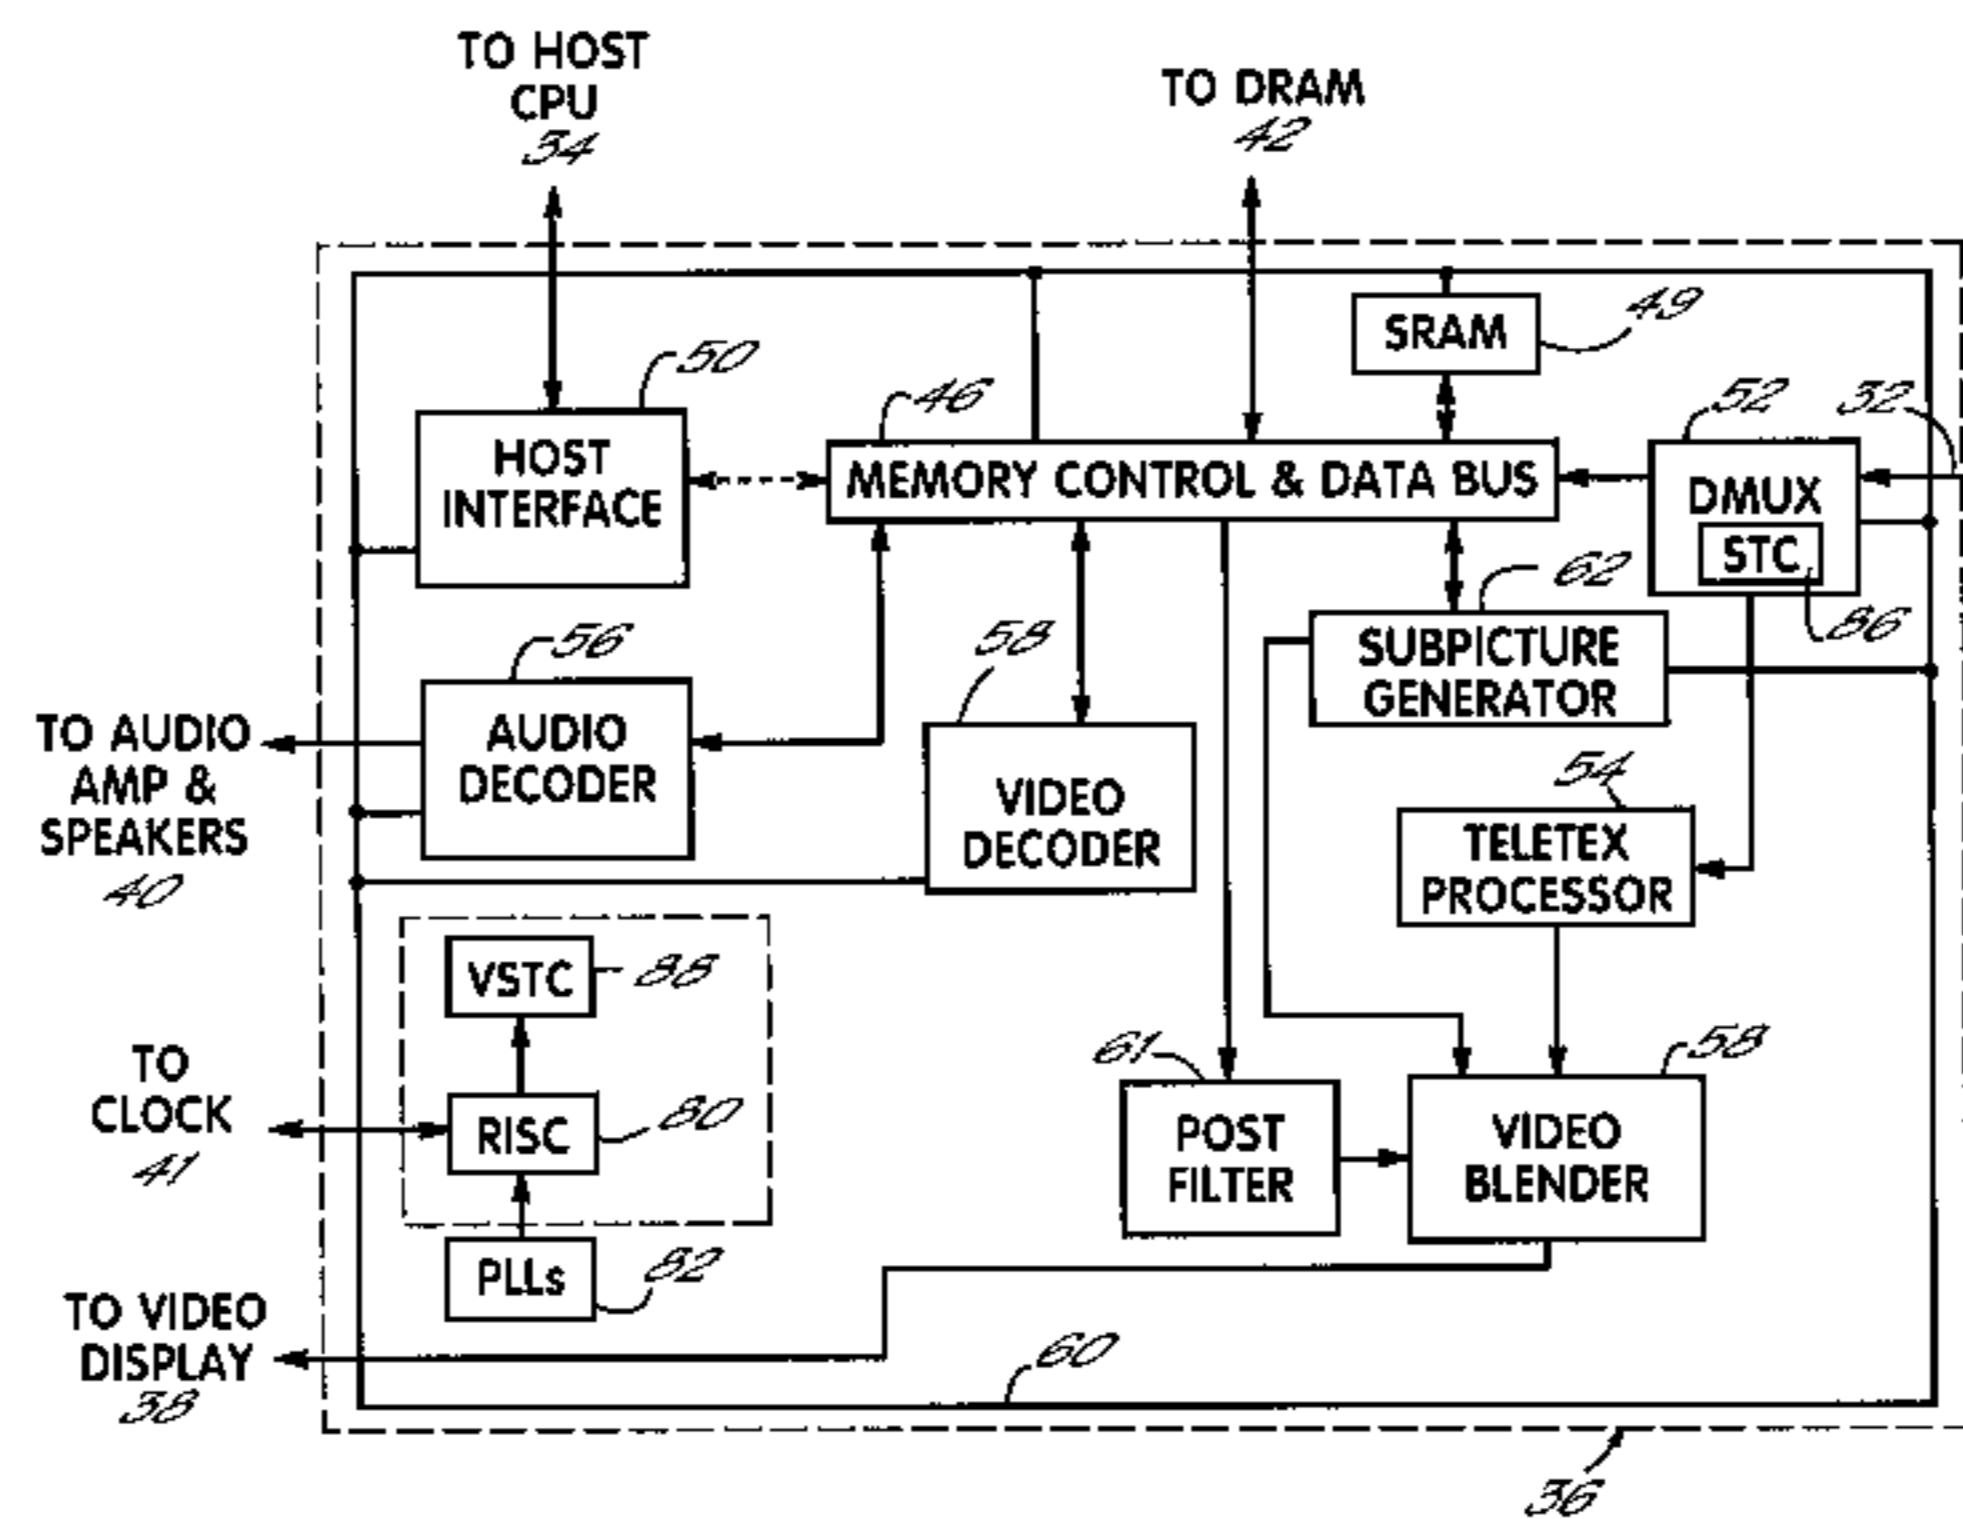 TO HOST
CPU
34
TO DRAM
42
SRAM
49
50
46
52
32
HOST
INTERFACE
MEMORY CONTROL & DATA BUS
DMUX
STC
86
62
56
58
SUBPICTURE
GENERATOR
TO AUDIO
AMP &
SPEAKERS
40
AUDIO
DECODER
VIDEO
DECODER
54
TELETEX
PROCESSOR
VSTC
88
TO
CLOCK
41
RISC
80
61
58
POST
FILTER
VIDEO
BLENDER
PLLs
82
TO VIDEO
DISPLAY
38
60
36